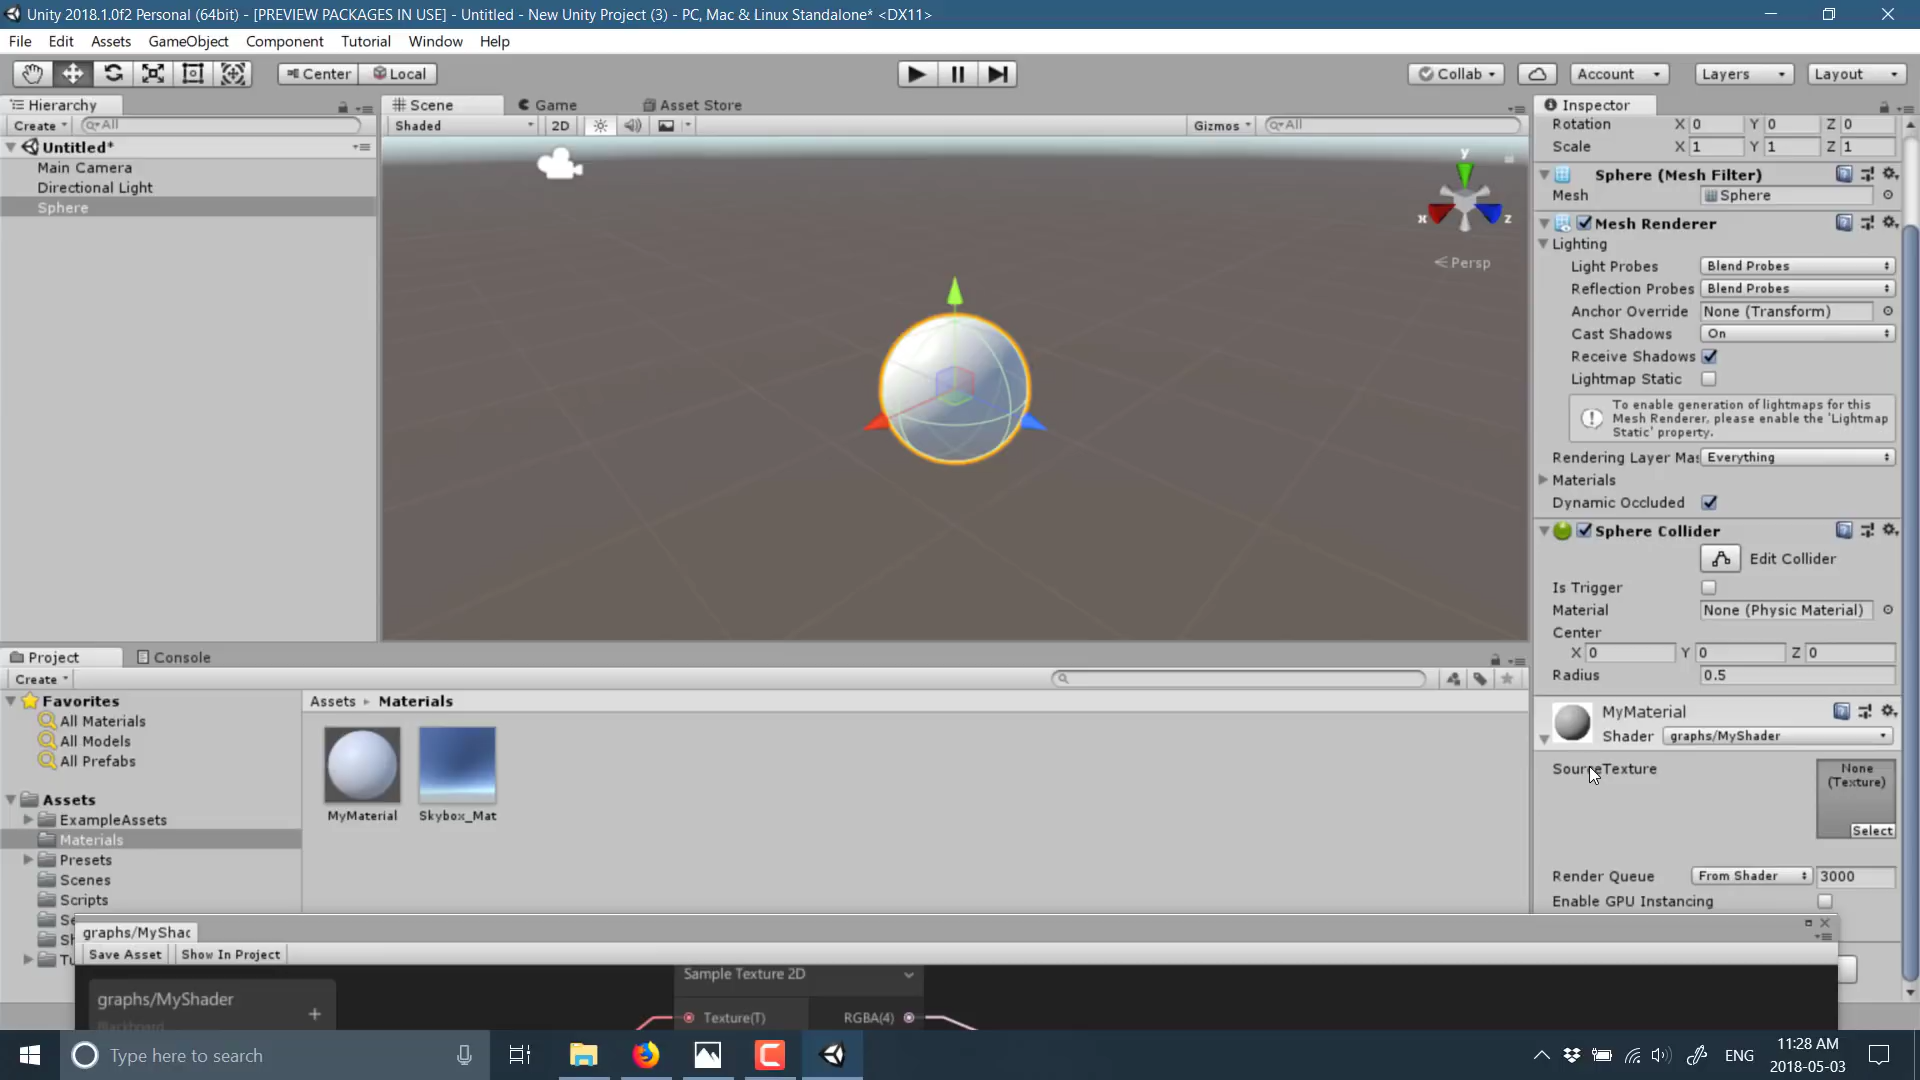 Unity 2018.1.0f2 Personal (64bit) - [PREVIEW PACKAGES IN USE] - Untitled - New Unity Project (3) - PC, Mac & Linux Standalone* <DX11>
File Edit Assets GameObject Component Tutorial Window Help
Center Local Collab Account Layers Layout
Hierarchy Scene Game Asset Store Inspector
Create All Shaded 2D Gizmos All
Rotation X 0 Y 0 Z 0
Scale X 1 Y 1 Z 1
Untitled*
Main Camera
Directional Light
Sphere
y
x
z
Persp
Sphere (Mesh Filter)
Mesh Sphere
Mesh Renderer
Lighting
Light Probes Blend Probes
Reflection Probes Blend Probes
Anchor Override None (Transform)
Cast Shadows On
Receive Shadows
Lightmap Static
To enable generation of lightmaps for this
Mesh Renderer, please enable the 'Lightmap
Static' property.
Rendering Layer Mas Everything
Materials
Dynamic Occluded
Sphere Collider
Edit Collider
Is Trigger
Material None (Physic Material)
Center
X 0 Y 0 Z 0
Radius 0.5
MyMaterial
Shader graphs/MyShader
SourceTexture
None
(Texture)
Select
Render Queue From Shader 3000
Enable GPU Instancing
Project Console
Create
Favorites
All Materials
All Models
All Prefabs
Assets
ExampleAssets
Materials
Presets
Scenes
Scripts
Assets Materials
MyMaterial Skybox_Mat
graphs/MyShac
Save Asset Show In Project
graphs/MyShader
Blackboard
Sample Texture 2D
Texture(T) RGBA(4)
Type here to search
ENG
11:28 AM
2018-05-03